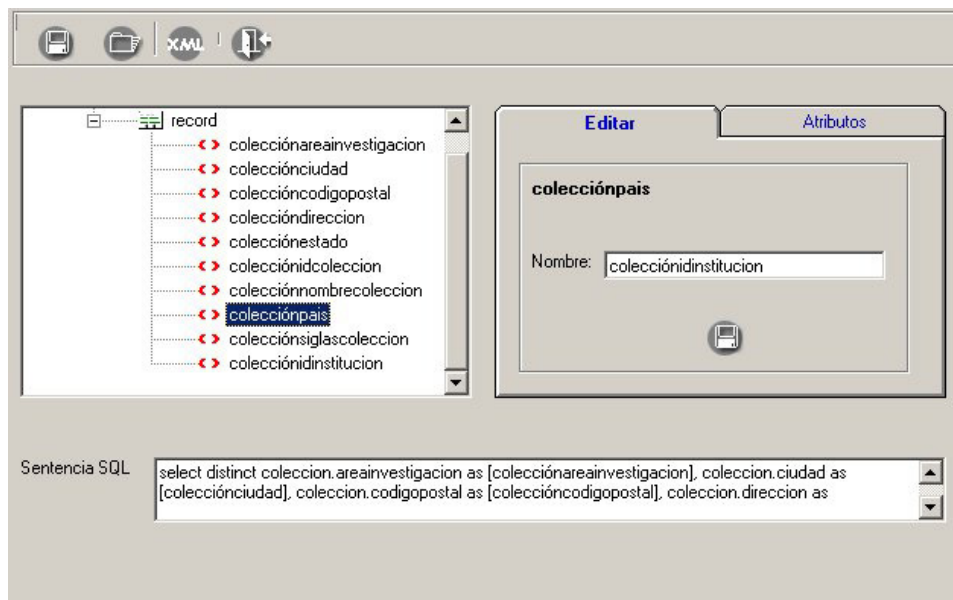 XML
record
colecciónareainvestigacion
colecciónciudad
coleccióncodigopostal
coleccióndireccion
colecciónestado
colecciónidcoleccion
colecciónnombrecoleccion
colecciónpais
colecciónsiglascoleccion
colecciónidinstitucion
Editar
Atributos
colecciónpais
Nombre: colecciónidinstitucion
Sentencia SQL
select distinct coleccion.areainvestigacion as [colecciónareainvestigacion], coleccion.ciudad as
[colecciónciudad], coleccion.codigopostal as [coleccióncodigopostal], coleccion.direccion as